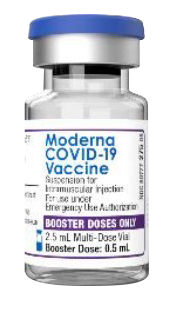 Moderna
COVID-19
Vaccine
Suspension for
Intramuscular Injection
For use under
Emergency Use Authorization
BOOSTER DOSES ONLY
2.5 mL Multi-Dose Vial
Booster Dose: 0.5 mL